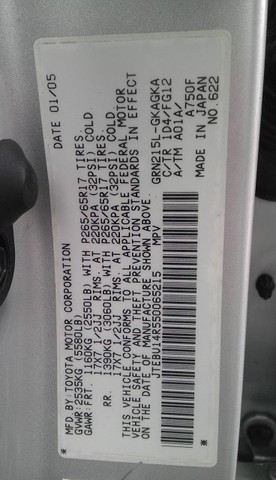 MFD.BY:TOYOTA MOTOR CORPORATION DATE 01/05
GVWR:2535KG(5580LB)
GAWR:FRT. 1160KG (2550LB) WITH P265/65R17 TIRES.
17X7 1/2JJ RIMS. AT 220KPA (32PSI) COLD
RR. 1390KG (3060LB) WITH P265/65R17 TIRES.
17X7 1/2JJ RIMS. AT 220KPA (32PSI) COLD
THIS VEHICLE CONFORMS TO ALL APPLICABLE FEDERAL MOTOR
VEHICLE SAFETY AND THEFT PREVENTION STANDARDS IN EFFECT
ON THE DATE OF MANUFACTURE SHOWN ABOVE.
JTEBU14R550065215 MPV
GRN215L-GKAGKA
C/TR 1D4/FG12
A/TM A01A/
A750F
MADE IN JAPAN
NO.622